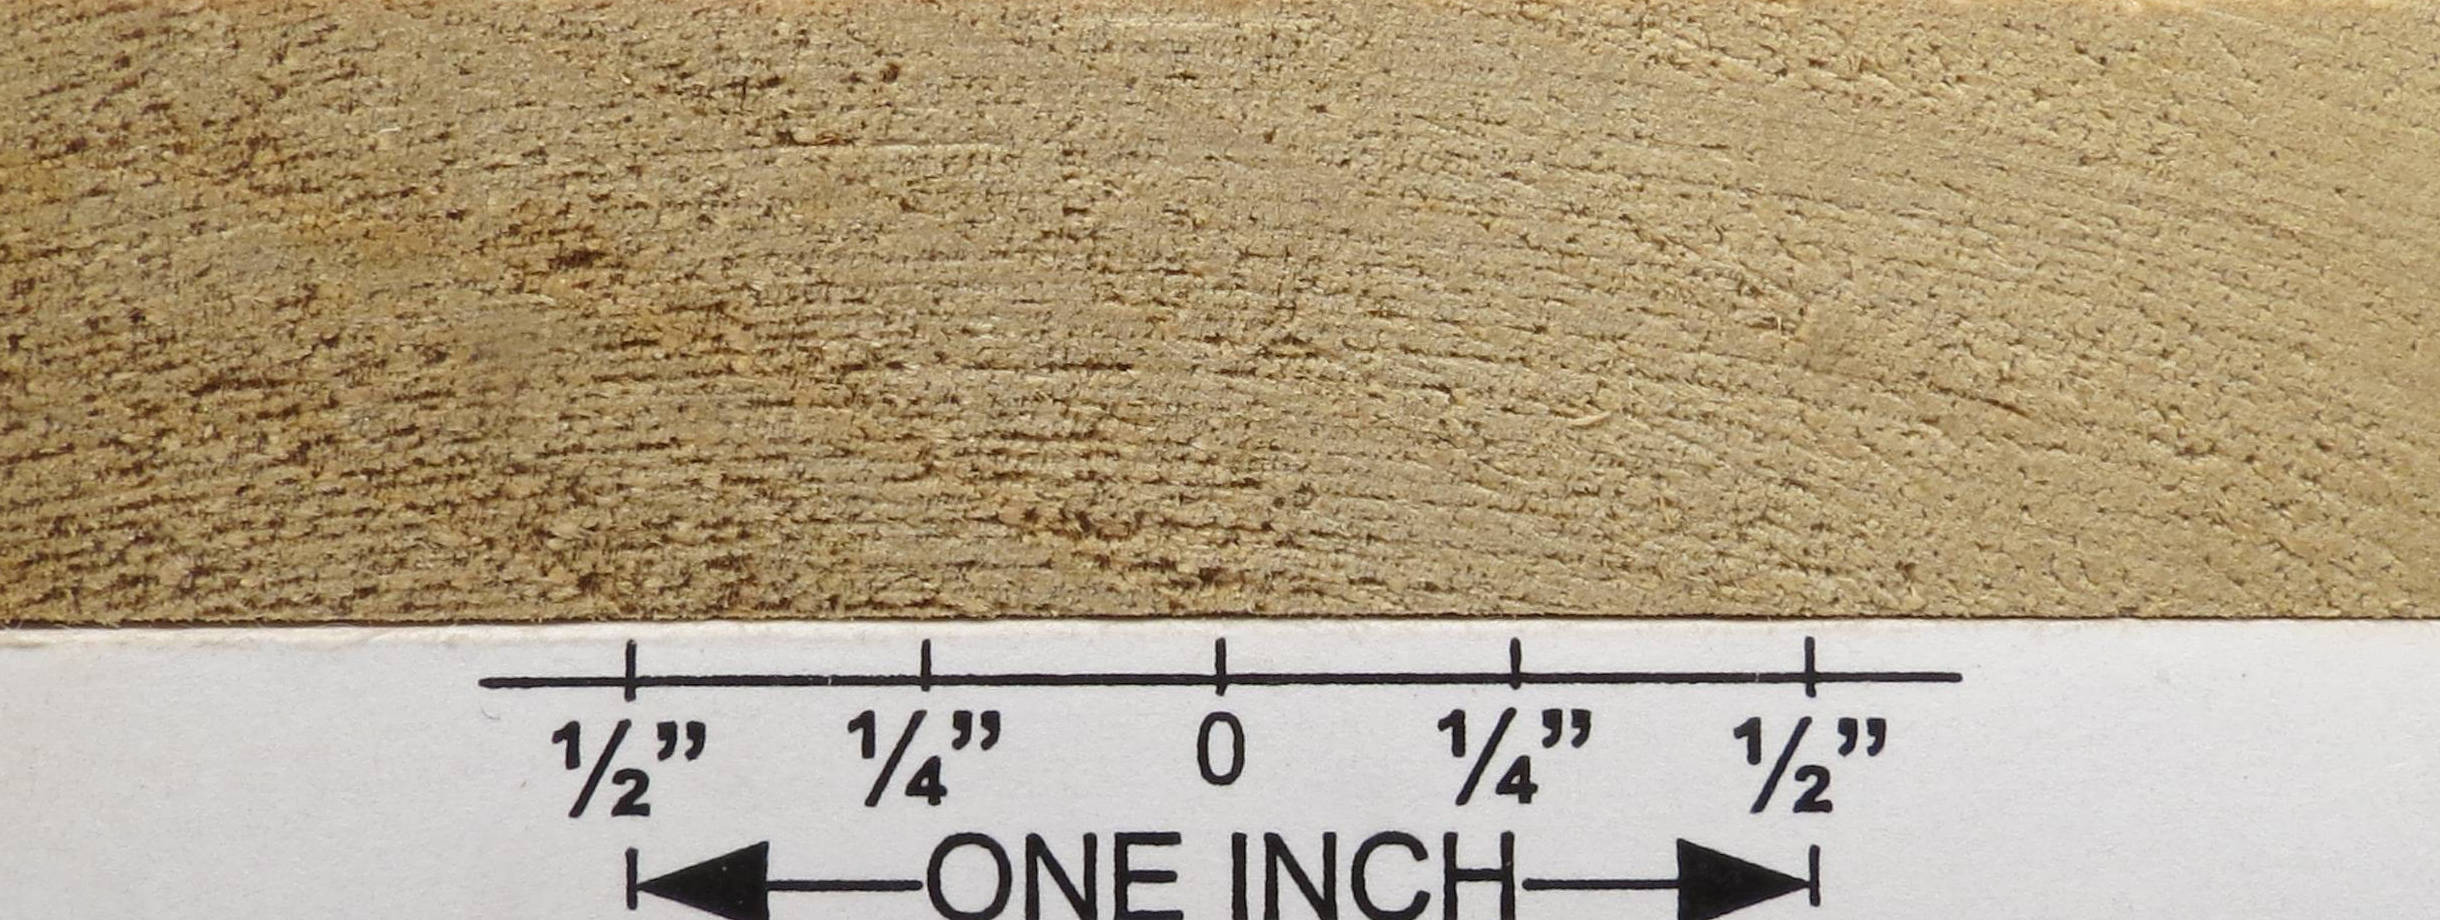 ½” ¼” 0 ¼” ½”
ONE INCH